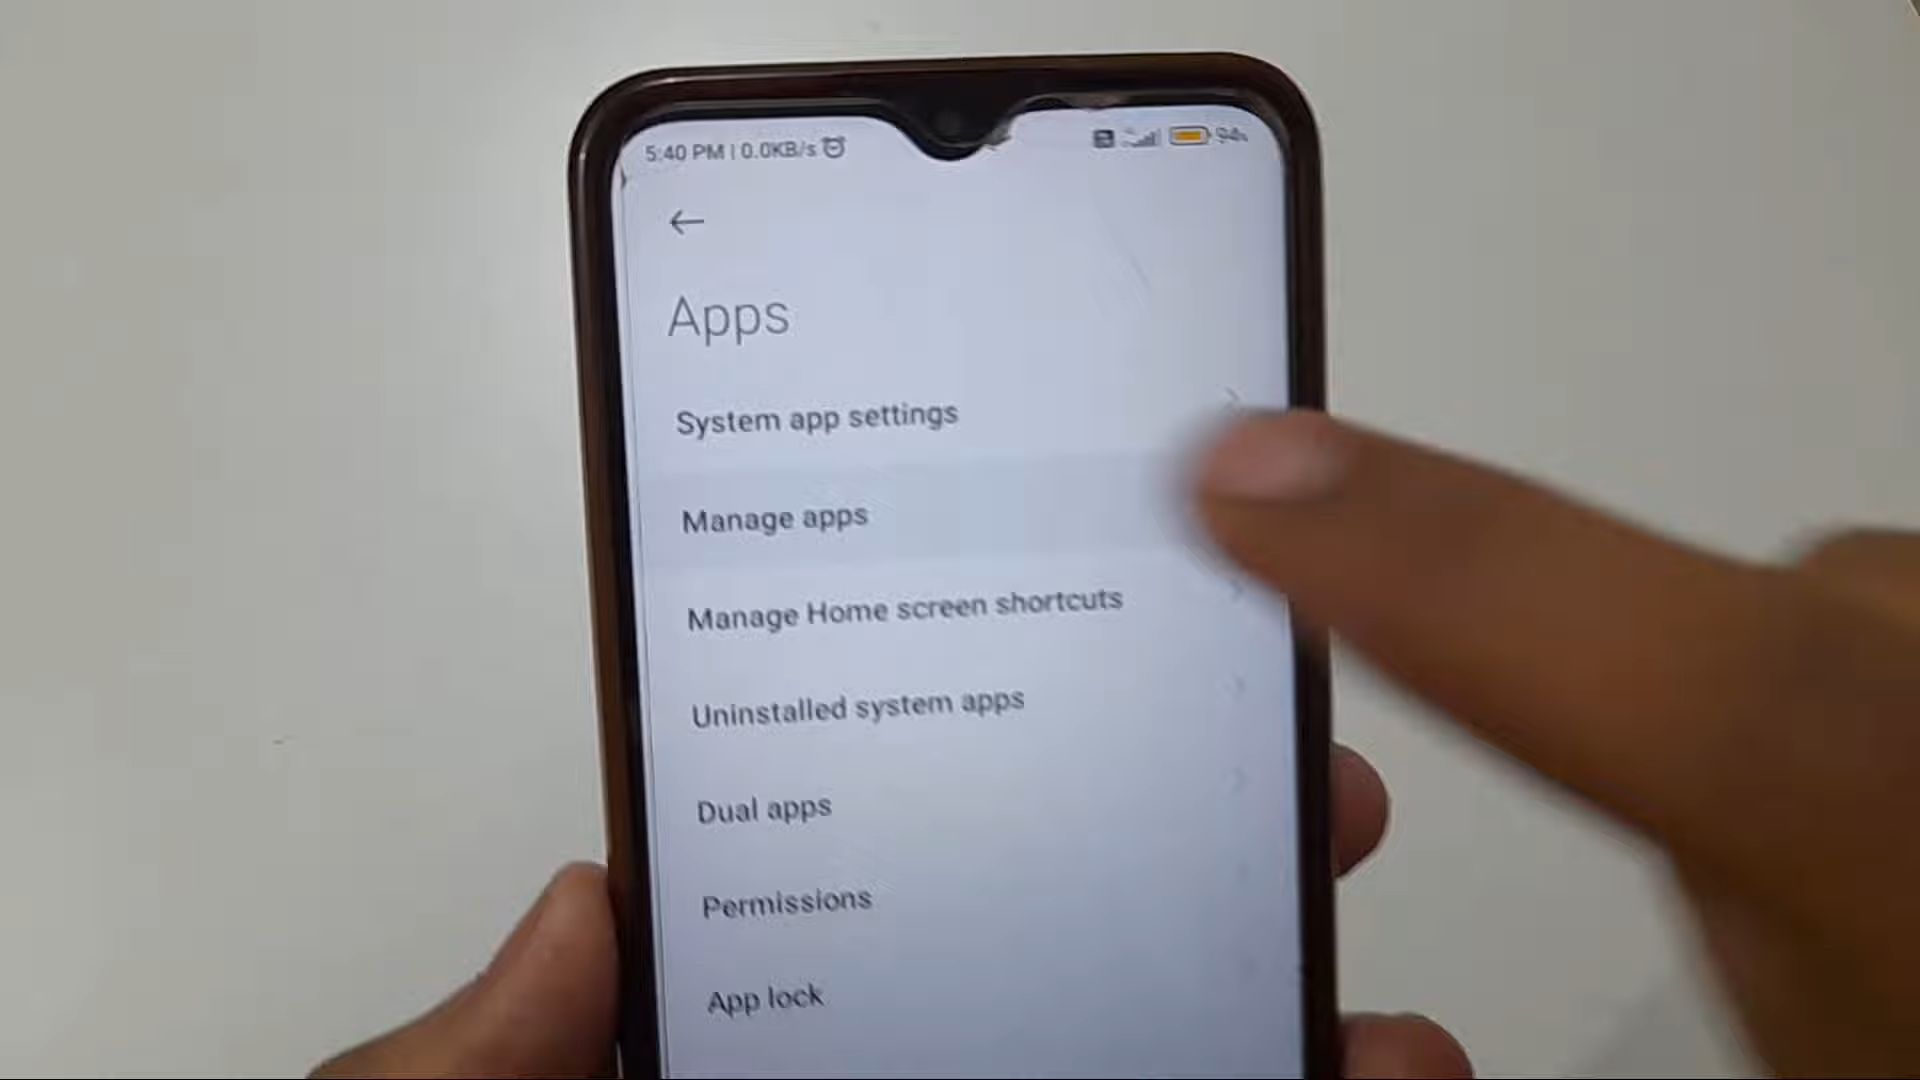 5:40 PM | 0.0KB/s 94%
Apps
System app settings
Manage apps
Manage Home screen shortcuts
Uninstalled system apps
Dual apps
Permissions
App lock